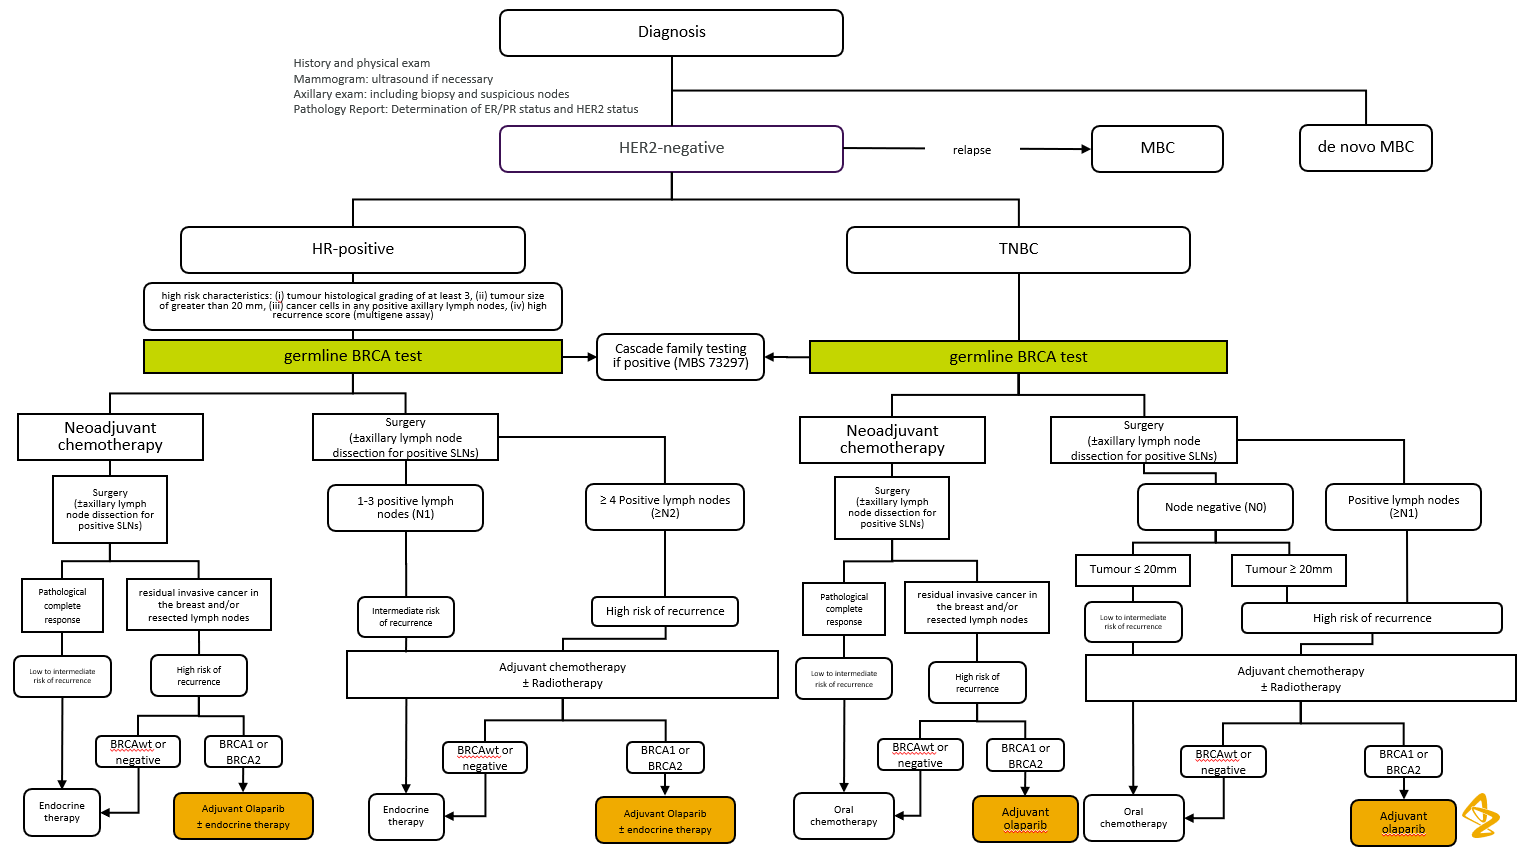 Diagnosis
History and physical exam
Mammogram: ultrasound if necessary
Axillary exam: including biopsy and suspicious nodes
Pathology Report: Determination of ER/PR status and HER2 status
HER2-negative
relapse
MBC
de novo MBC
HR-positive
TNBC
high risk characteristics: (i) tumour histological grading of at least 3, (ii) tumour size
of greater than 20 mm, (iii) cancer cells in any positive axillary lymph nodes, (iv) high
recurrence score (multigene assay)
germline BRCA test
Cascade family testing
if positive (MBS 73297)
germline BRCA test
Neoadjuvant
chemotherapy
Surgery
(±axillary lymph node
dissection for positive SLNs)
Neoadjuvant
chemotherapy
Surgery
(±axillary lymph node
dissection for positive SLNs)
Surgery
(±axillary lymph
node dissection for
positive SLNs)
1-3 positive lymph
nodes (N1)
≥ 4 Positive lymph nodes
(≥N2)
Surgery
(±axillary lymph
node dissection for
positive SLNs)
Node negative (N0)
Positive lymph nodes
(≥N1)
Tumour ≤ 20mm
Tumour ≥ 20mm
Pathological
complete
response
residual invasive cancer in
the breast and/or
resected lymph nodes
Intermediate risk
of recurrence
High risk of recurrence
Pathological
complete
response
residual invasive cancer in
the breast and/or
resected lymph nodes
Low to intermediate
risk of recurrence
High risk of recurrence
Low to intermediate
risk of recurrence
High risk of
recurrence
Adjuvant chemotherapy
± Radiotherapy
Low to intermediate
risk of recurrence
High risk of
recurrence
Adjuvant chemotherapy
± Radiotherapy
BRCAwt or
negative
BRCA1 or
BRCA2
BRCAwt or
negative
BRCA1 or
BRCA2
BRCAwt or
negative
BRCA1 or
BRCA2
BRCAwt or
negative
BRCA1 or
BRCA2
Endocrine
therapy
Adjuvant Olaparib
± endocrine therapy
Endocrine
therapy
Adjuvant Olaparib
± endocrine therapy
Oral
chemotherapy
Adjuvant
olaparib
Oral
chemotherapy
Adjuvant
olaparib